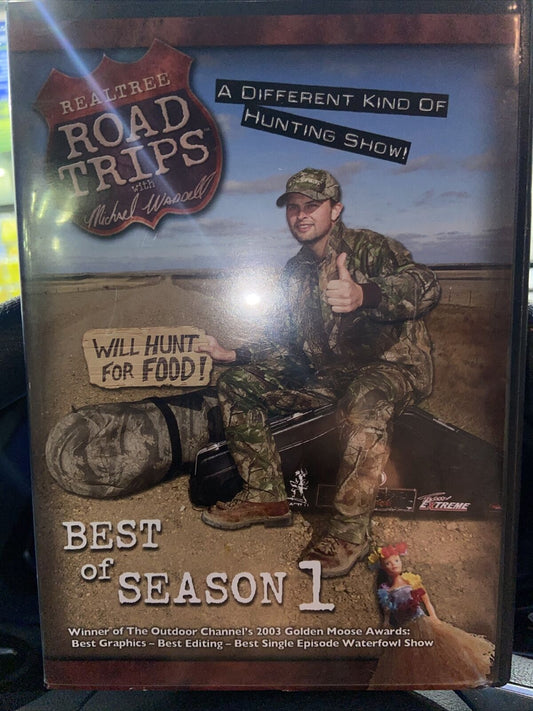 REALTREE
ROAD
TRIPS™
with
Michael Waddell
A DIFFERENT KIND OF
HUNTING SHOW!
WILL HUNT
FOR FOOD!
EXTREME
BEST
of SEASON 1
Winner of The Outdoor Channel's 2003 Golden Moose Awards:
Best Graphics – Best Editing – Best Single Episode Waterfowl Show